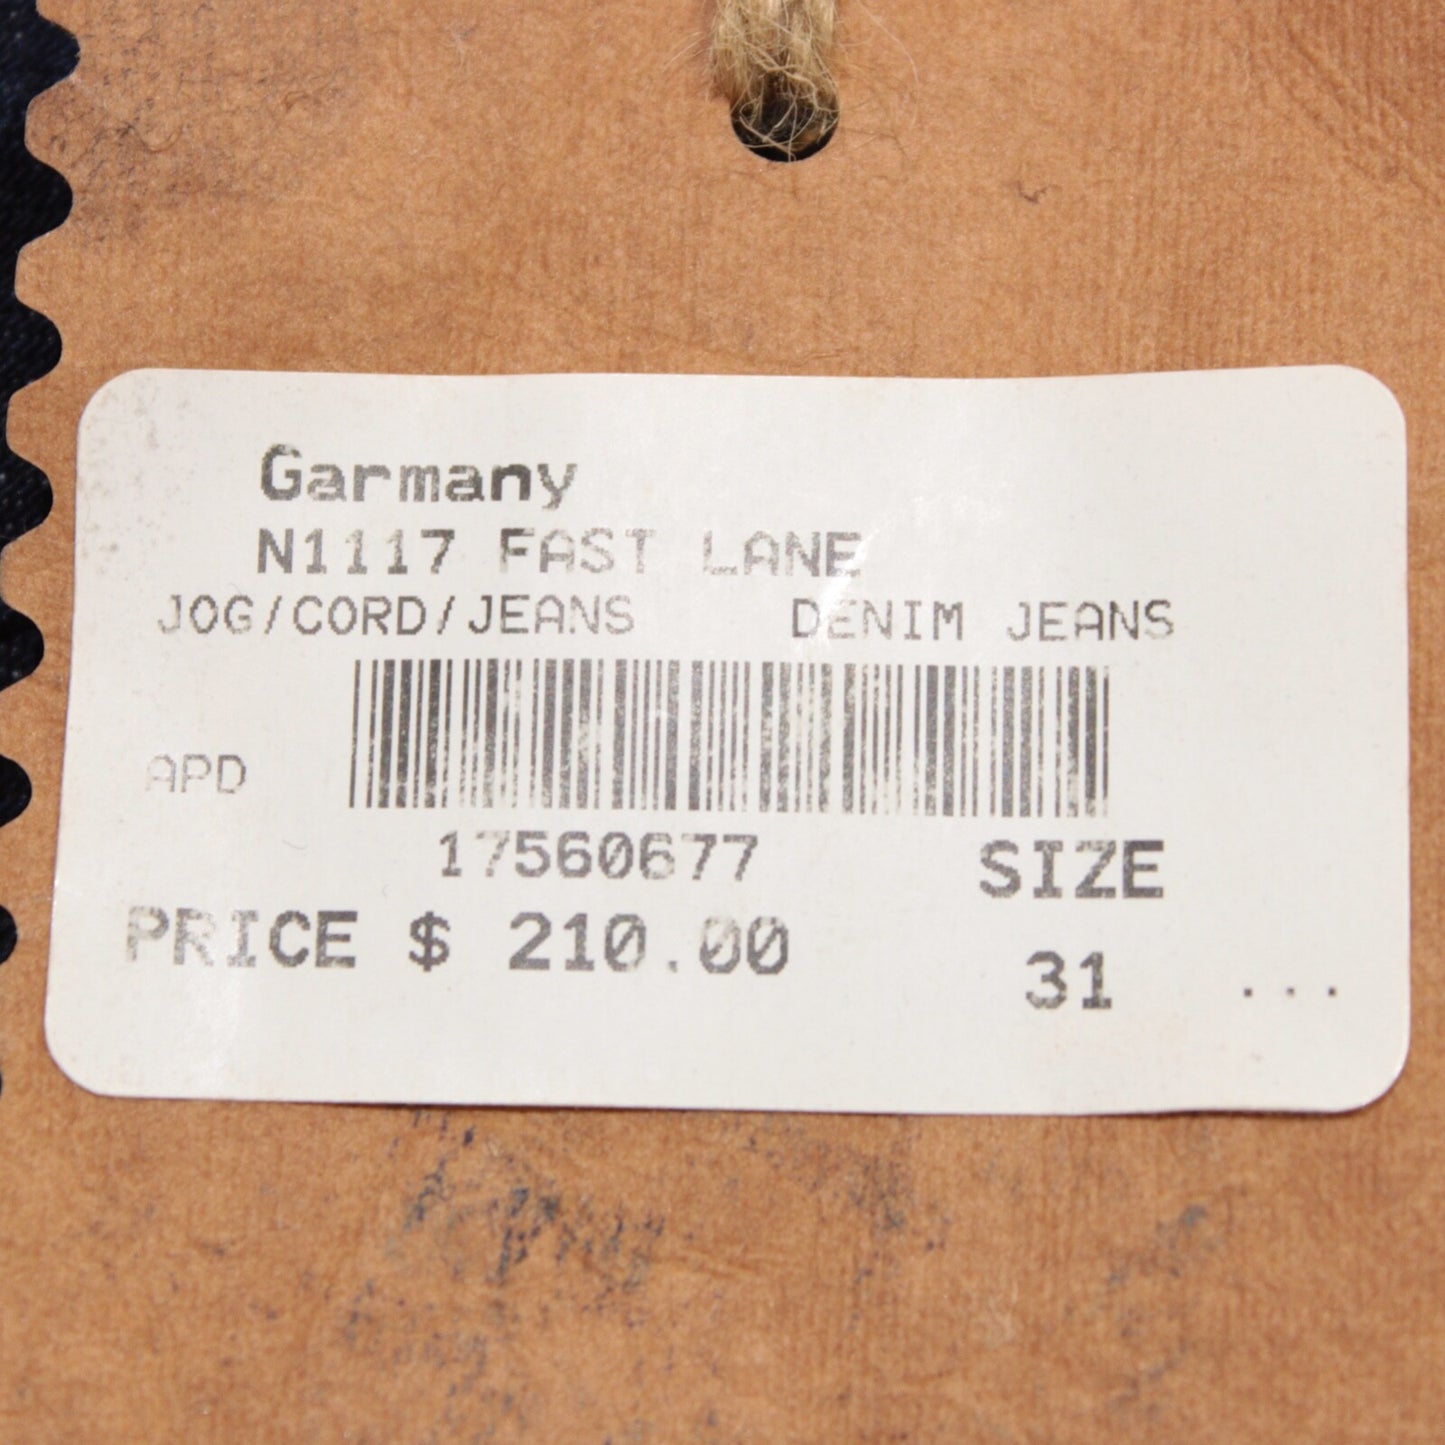 Garmany
N1117 FAST LANE
JOG/CORD/JEANS DENIM JEANS
APD
17560677 SIZE
PRICE $ 210.00
31 ...